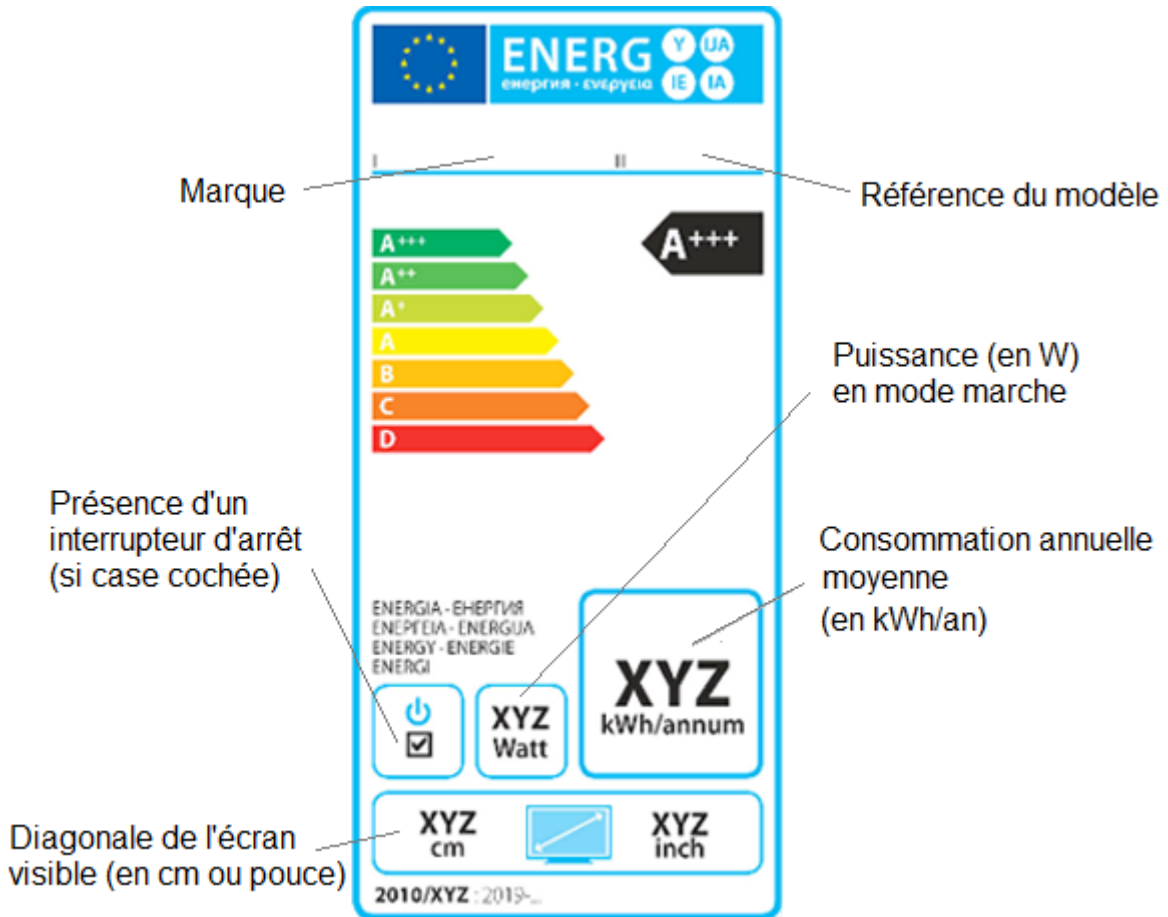 ENERG Y UA
енергия · ενεργεια IE IA
I II
Marque
Référence du modèle
A+++
A+++
A++
A+
A
B
C
D
Puissance (en W)
en mode marche
Présence d'un
interrupteur d'arrêt
(si case cochée)
Consommation annuelle
moyenne
(en kWh/an)
ENERGIA - ЕНЕРГИЯ
ΕΝΕΡΓΕΙΑ - ENERGIJA
ENERGY - ENERGIE
ENERGI
XYZ
Watt
XYZ
kWh/annum
Diagonale de l'écran
visible (en cm ou pouce)
XYZ
cm
XYZ
inch
2010/XYZ : 2019-...